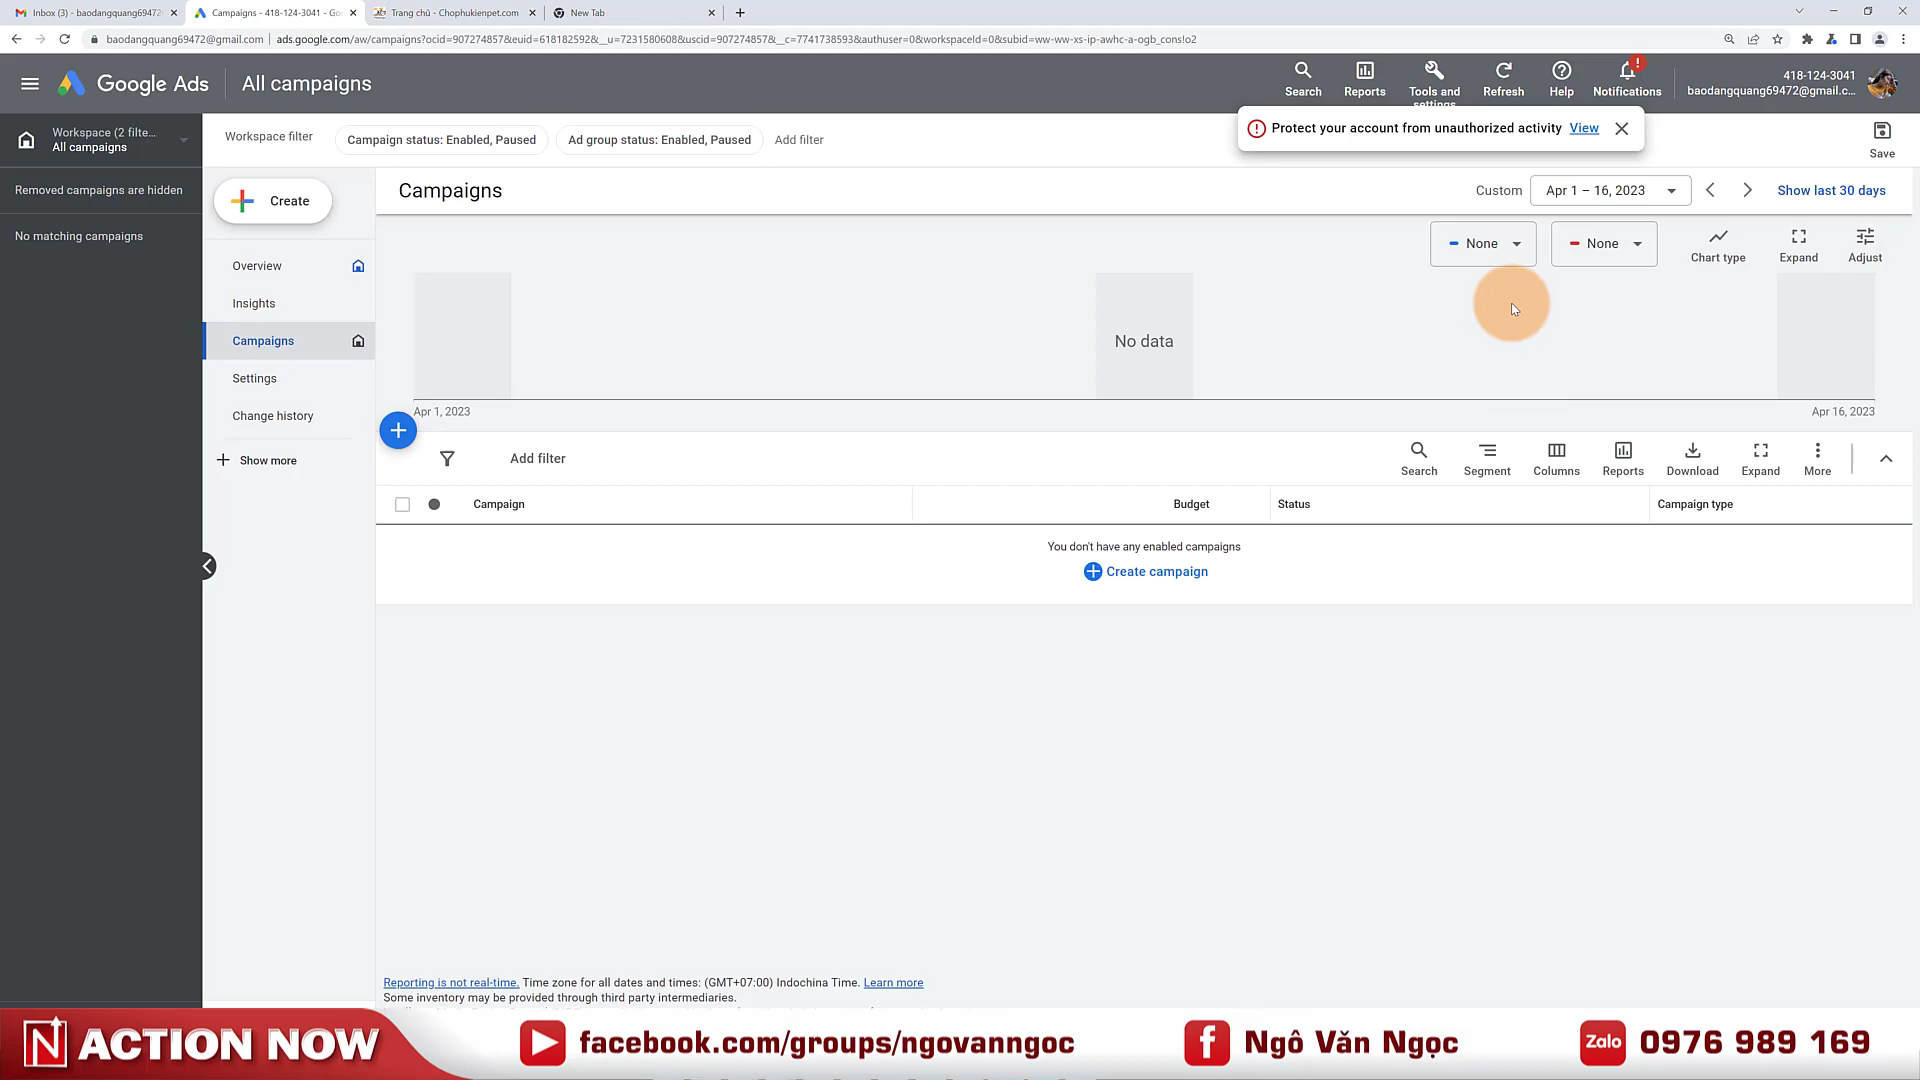 Inbox (3) - baodangquang69472
Campaigns - 418-124-3041 - Go
Trang chủ - Chophukienpet.com
New Tab
baodangquang69472@gmail.com
ads.google.com/aw/campaigns?ocid=907274857&euid=618182592&__u=7231580608&uscid=907274857&__c=7741738593&authuser=0&workspaceId=0&subid=ww-ww-xs-ip-awhc-a-ogb_cons!o2
Google Ads
All campaigns
Search
Reports
Tools and settings
Refresh
Help
Notifications
418-124-3041
baodangquang69472@gmail.c...
Workspace (2 filte...
All campaigns
Workspace filter
Campaign status: Enabled, Paused
Ad group status: Enabled, Paused
Add filter
Protect your account from unauthorized activity
View
Save
Removed campaigns are hidden
No matching campaigns
Create
Campaigns
Custom
Apr 1 – 16, 2023
Show last 30 days
None
None
Chart type
Expand
Adjust
Overview
Insights
Campaigns
Settings
Change history
Show more
No data
Apr 1, 2023
Apr 16, 2023
Add filter
Search
Segment
Columns
Reports
Download
Expand
More
Campaign
Budget
Status
Campaign type
You don't have any enabled campaigns
Create campaign
Reporting is not real-time. Time zone for all dates and times: (GMT+07:00) Indochina Time. Learn more
Some inventory may be provided through third party intermediaries.
N ACTION NOW
facebook.com/groups/ngovanngoc
Ngô Văn Ngọc
Zalo
0976 989 169